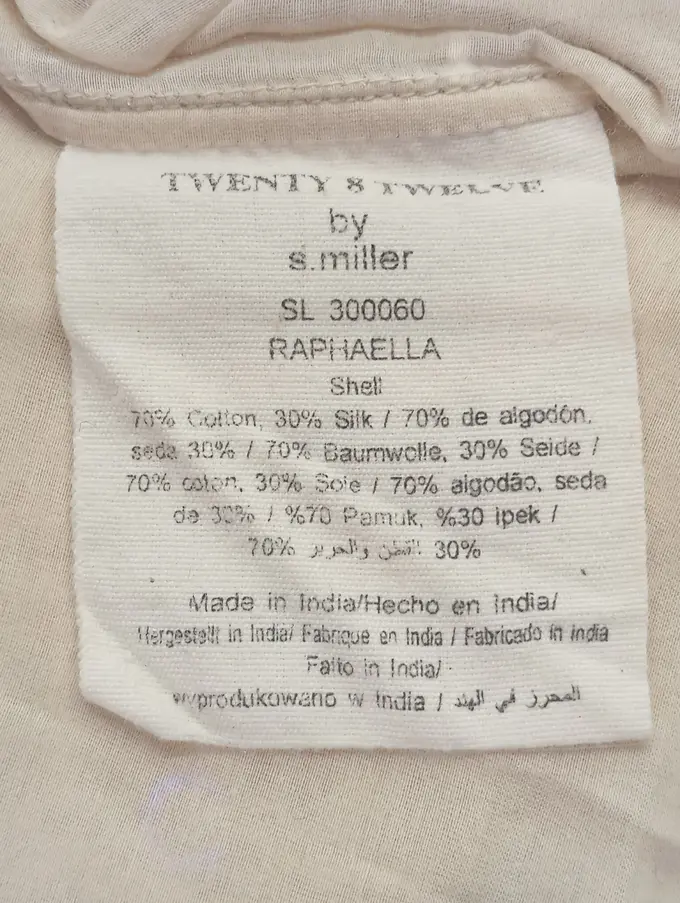 TWENTY 8 TWELVE
by
s.miller
SL 300060
RAPHAELLA
Shell
70% Cotton, 30% Silk / 70% de algodón,
seda 30% / 70% Baumwolle, 30% Seide /
70% coton, 30% Soie / 70% algodão, seda
de 30% / %70 Pamuk, %30 ipek /
70% القطن والحرير 30%
Made in India/Hecho en India/
Hergestellt in India/ Fabrique en India / Fabricado in india
Fatto in India/
wyprodukowano w India / المحرز في الهند